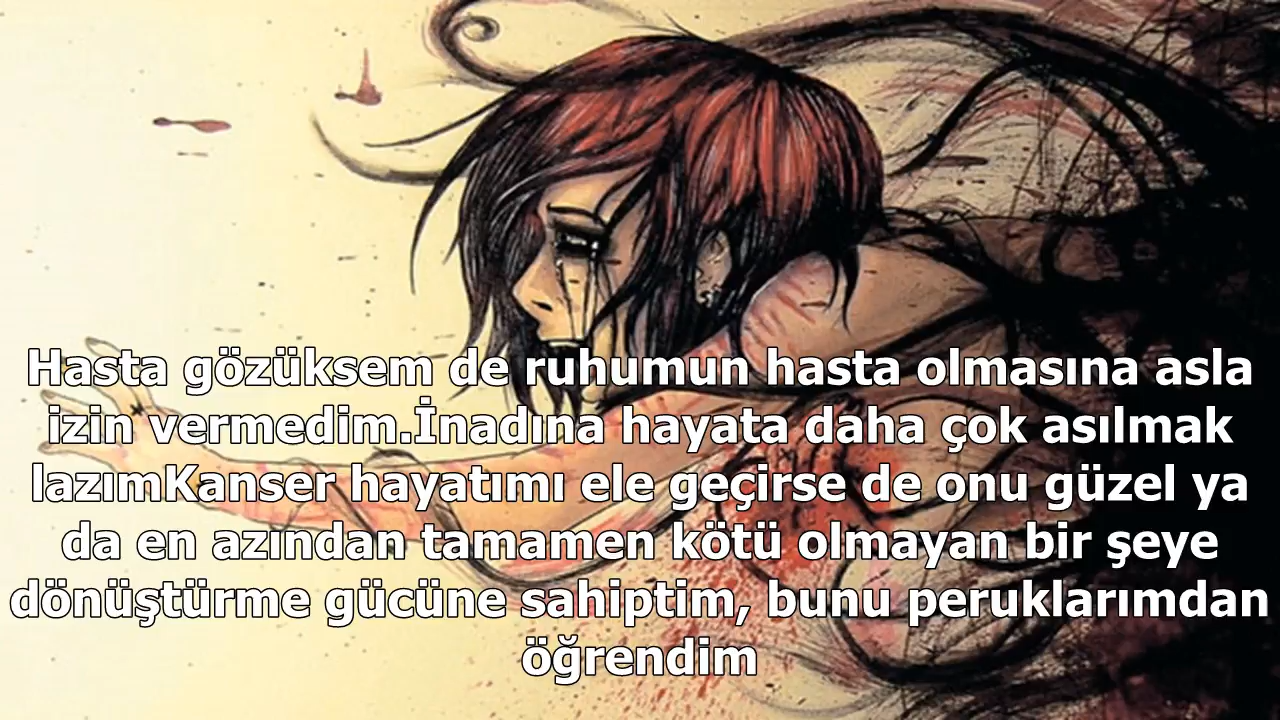 Hasta gözüksem de ruhumun hasta olmasına asla
izin vermedim.İnadına hayata daha çok asılmak
lazımKanser hayatımı ele geçirse de onu güzel ya
da en azından tamamen kötü olmayan bir şeye
dönüştürme gücüne sahiptim, bunu peruklarımdan
öğrendim